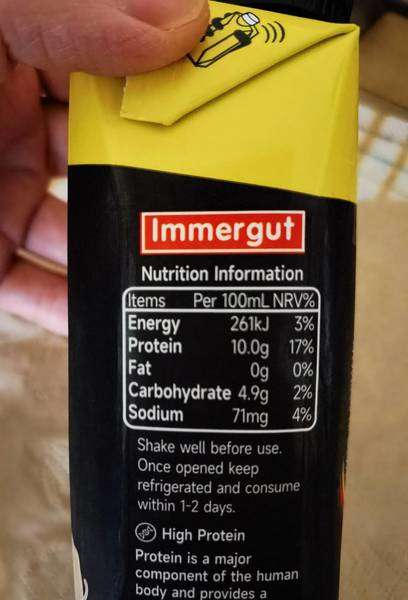 Immergut
Nutrition Information
Items Per 100mL NRV%
Energy 261kJ 3%
Protein 10.0g 17%
Fat 0g 0%
Carbohydrate 4.9g 2%
Sodium 71mg 4%
Shake well before use.
Once opened keep
refrigerated and consume
within 1-2 days.
High Protein
Protein is a major
component of the human
body and provides a